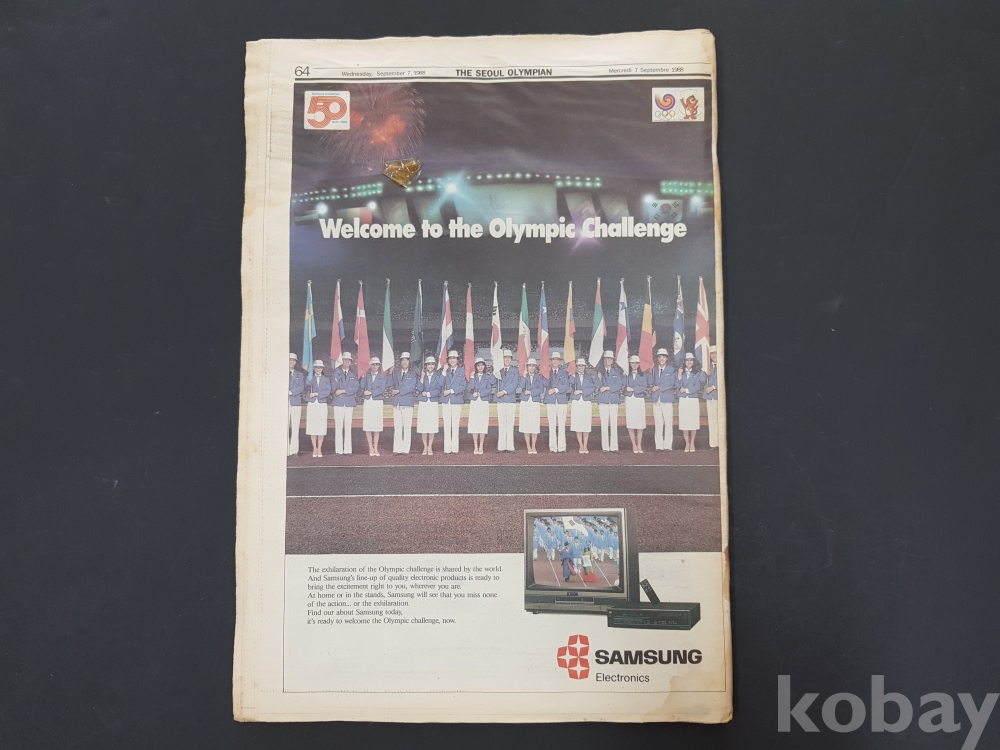 64
Wednesday, September 7, 1988
THE SEOUL OLYMPIAN
Mercredi 7 Septembre 1988
50
Welcome to the Olympic Challenge
The exhilaration of the Olympic challenge is shared by the world.
And Samsung's line-up of quality electronic products is ready to
bring the excitement right to you, wherever you are.
At home or in the stands, Samsung will see that you miss none
of the action... or the exhilaration.
Find our about Samsung today,
it's ready to welcome the Olympic challenge, now.
SAMSUNG
Electronics
kobay